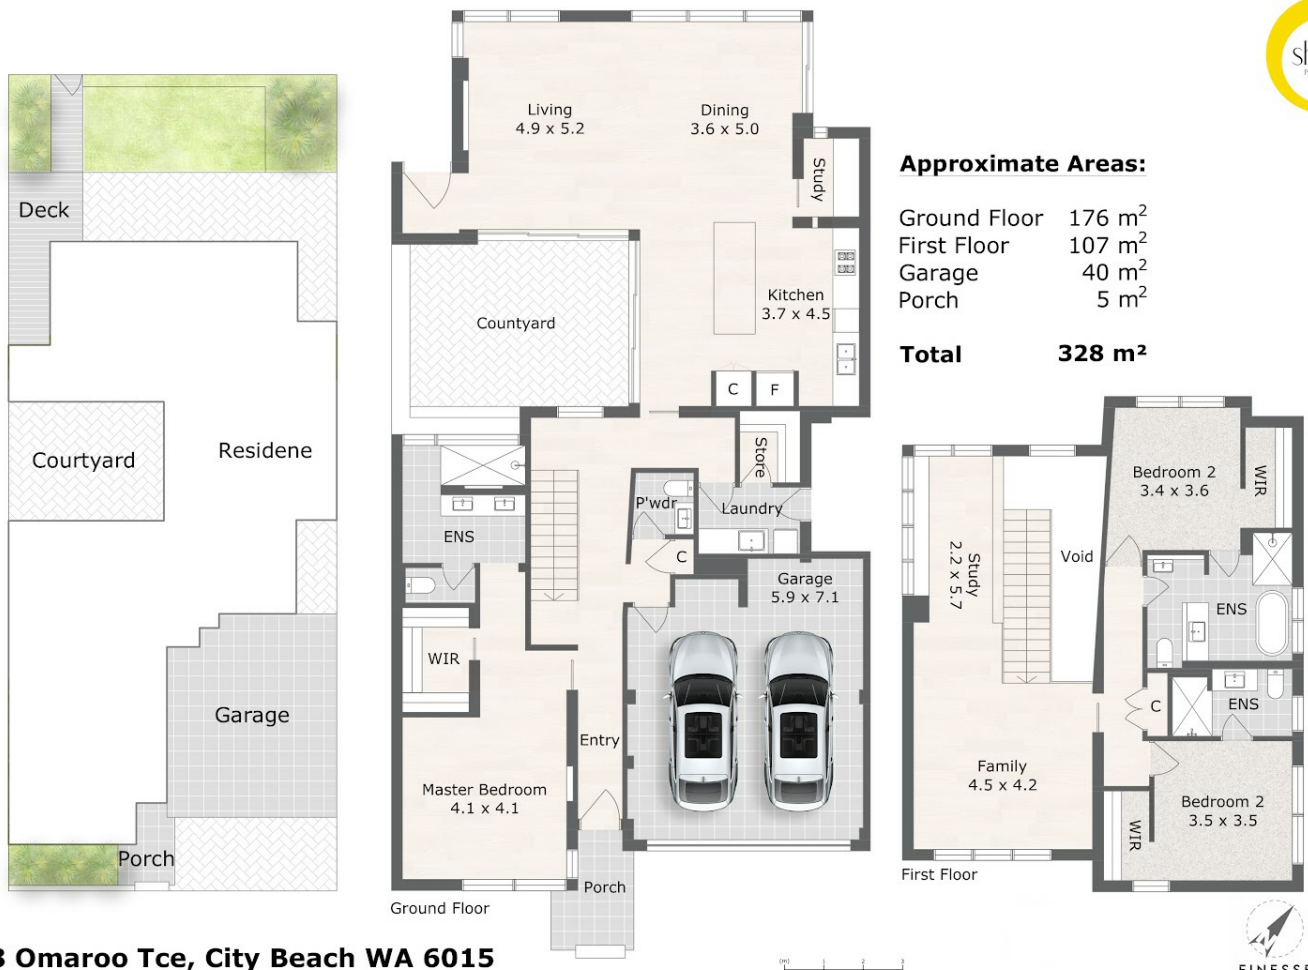 Deck
Courtyard
Residene
Garage
Porch
Living
4.9 x 5.2
Dining
3.6 x 5.0
Study
Kitchen
3.7 x 4.5
Countyard
C
F
Store
P'wdr
Laundry
ENS
C
Garage
5.9 x 7.1
WIR
Entry
Master Bedroom
4.1 x 4.1
Porch
Ground Floor
Approximate Areas:
Ground Floor 176 m²
First Floor 107 m²
Garage 40 m²
Porch 5 m²
Total 328 m²
Bedroom 2
3.4 x 3.6
WIR
Study
2.2 x 5.7
Void
ENS
C
ENS
Family
4.5 x 4.2
Bedroom 2
3.5 x 3.5
WIR
First Floor
Omaroo Tce, City Beach WA 6015
(m) 1 2 3